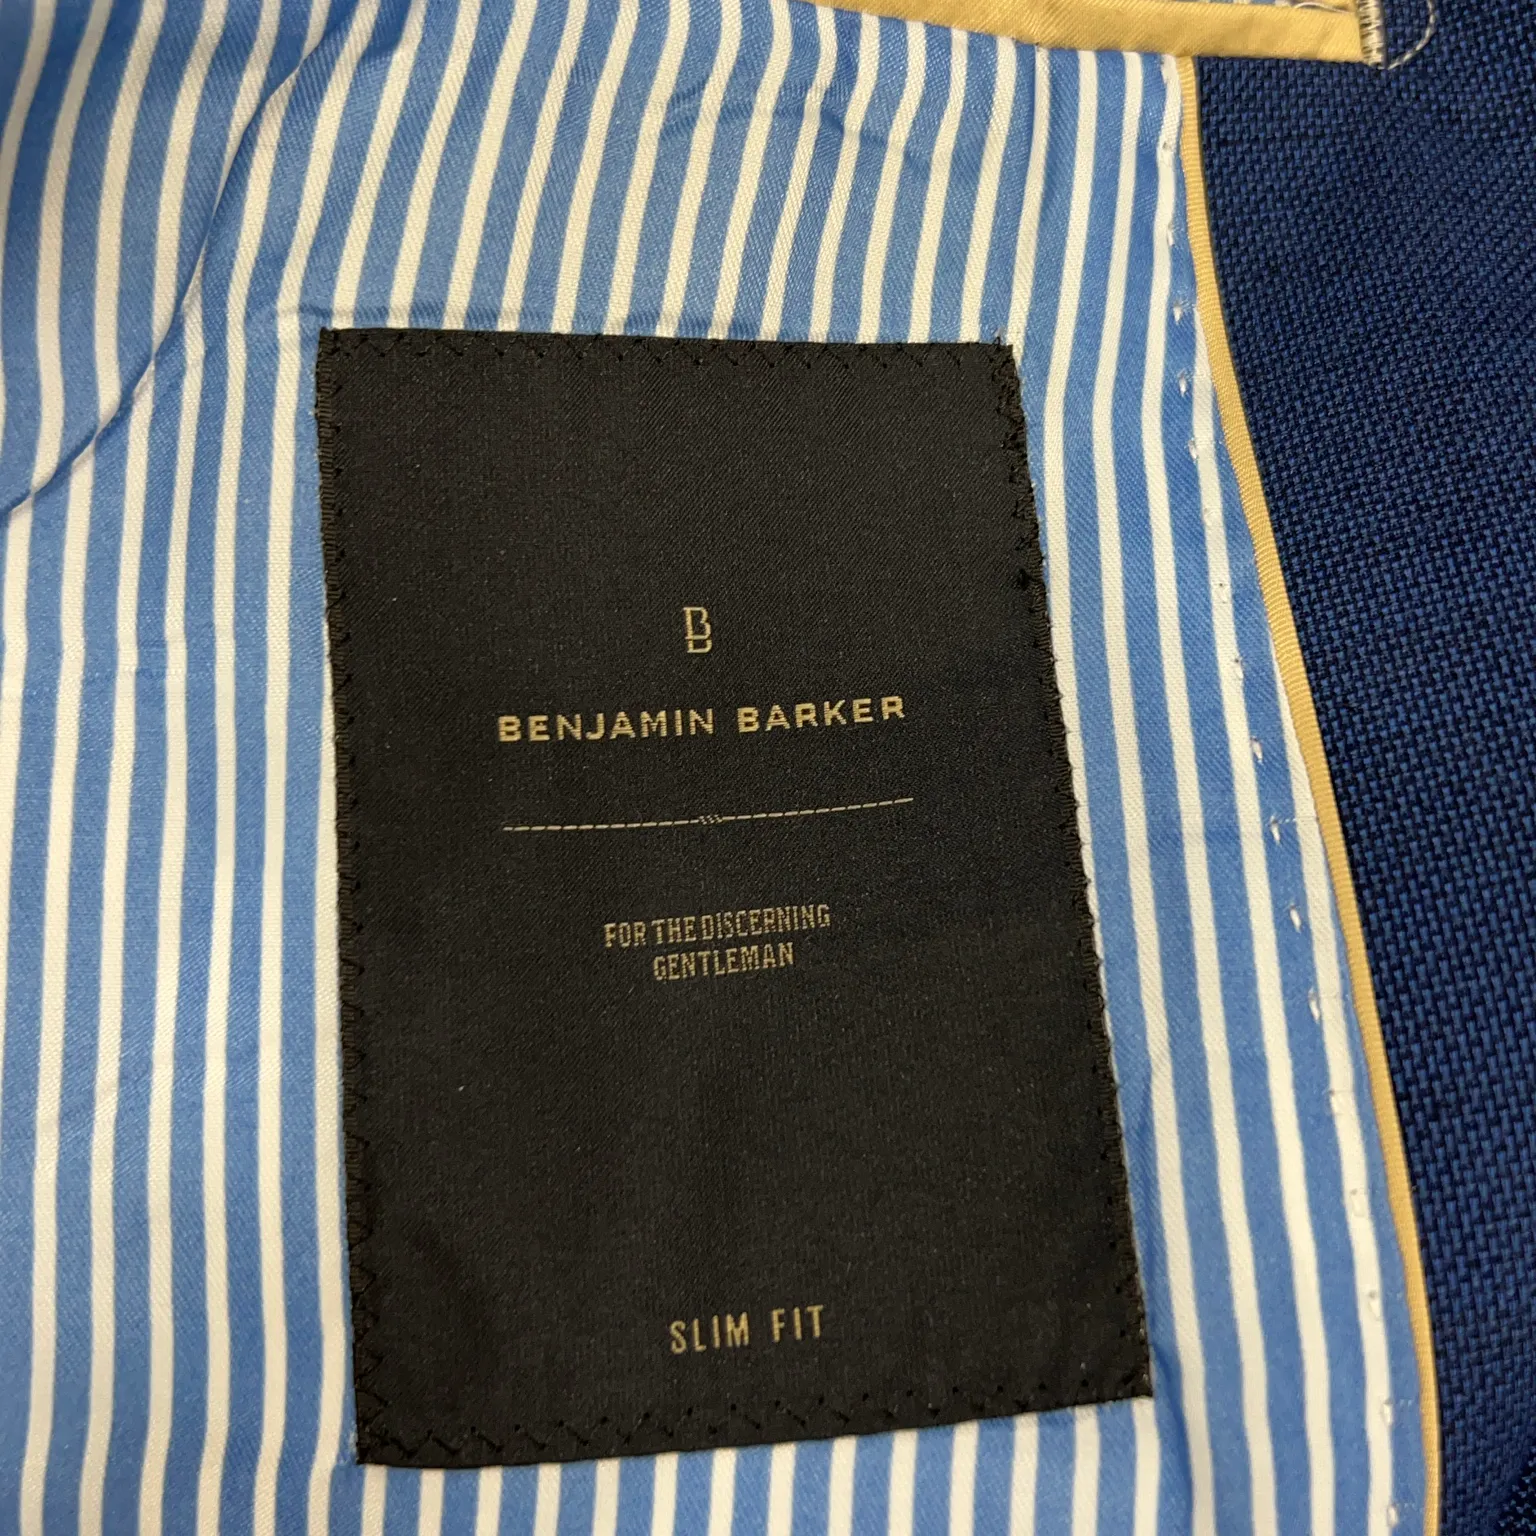 B
BENJAMIN BARKER
FOR THE DISCERNING
GENTLEMAN
SLIM FIT